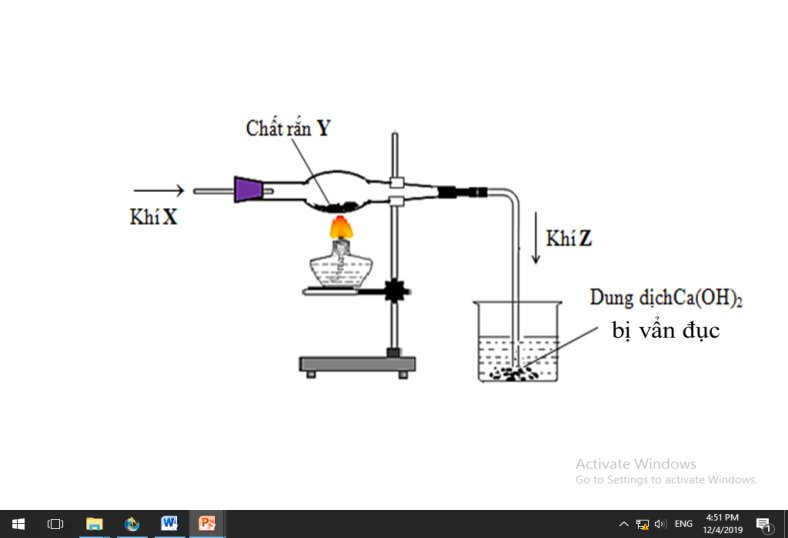 Chất rắn Y
Khí X
Khí Z
Dung dịchCa(OH)₂
bị vẩn đục
Activate Windows
Go to Settings to activate Windows.
ENG
4:51 PM
12/4/2019
1